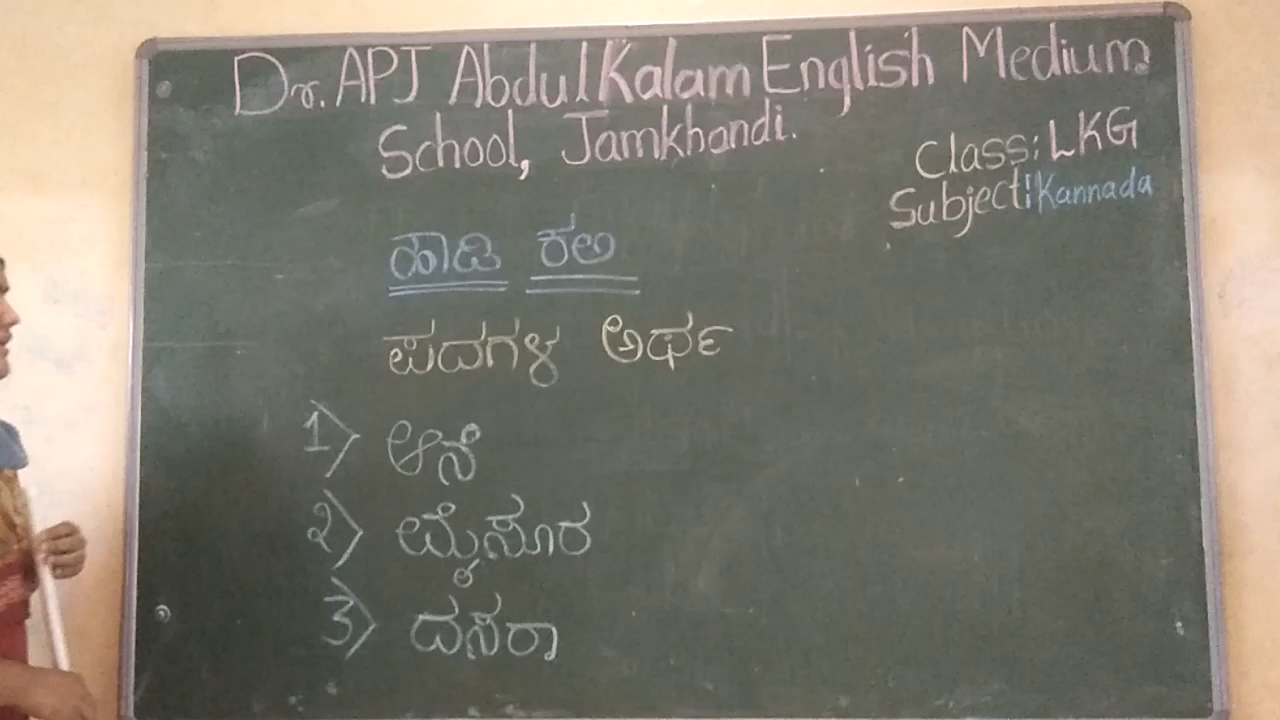 Dr. APJ Abdul Kalam English Medium
School, Jamkhandi.
Class: LKG
Subject: Kannada
ಹಾಡಿ ಕಲಿ
ಪದಗಳ ಅರ್ಥ
1) ಆನೆ
೨) ಮೈಸೂರ
3) ದಸರಾ